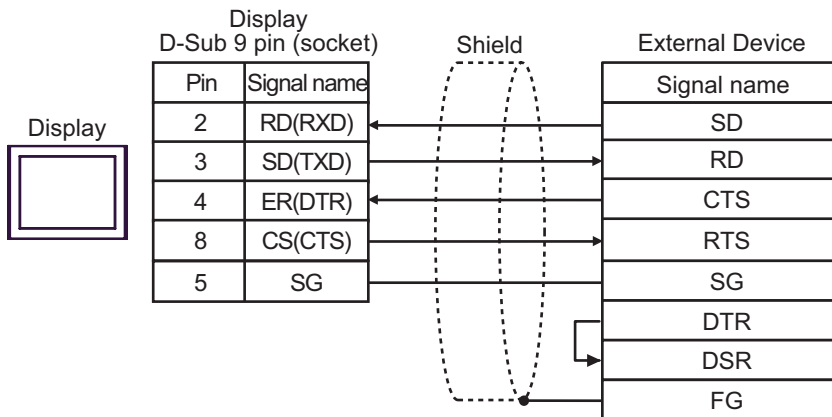 Display
D-Sub 9 pin (socket)
Shield
External Device
Pin Signal name
Signal name
Display
2 RD(RXD)
SD
3 SD(TXD)
RD
4 ER(DTR)
CTS
8 CS(CTS)
RTS
5 SG
SG
DTR
DSR
FG